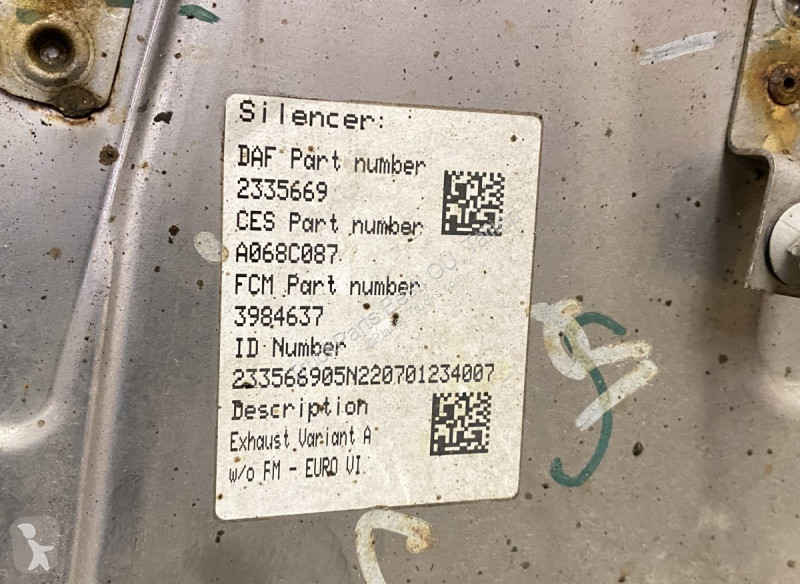 Silencer:
DAF Part number
2335669
CES Part number
A068C087
FCM Part number
3984637
ID Number
233566905N220701234007
Description
Exhaust Variant A
w/o FM - EURO VI